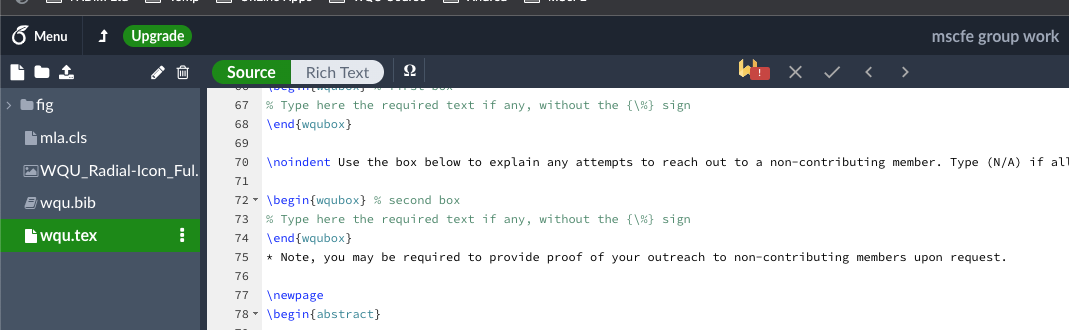 Menu
Upgrade
mscfe group work
Source
Rich Text
Ω
fig
mla.cls
WQU_Radial-Icon_Ful.
wqu.bib
wqu.tex
67 % Type here the required text if any, without the {\%} sign
68 \end{wqubox}
69
70 \noindent Use the box below to explain any attempts to reach out to a non-contributing member. Type (N/A) if all
71
72 \begin{wqubox} % second box
73 % Type here the required text if any, without the {\%} sign
74 \end{wqubox}
75 * Note, you may be required to provide proof of your outreach to non-contributing members upon request.
76
77 \newpage
78 \begin{abstract}